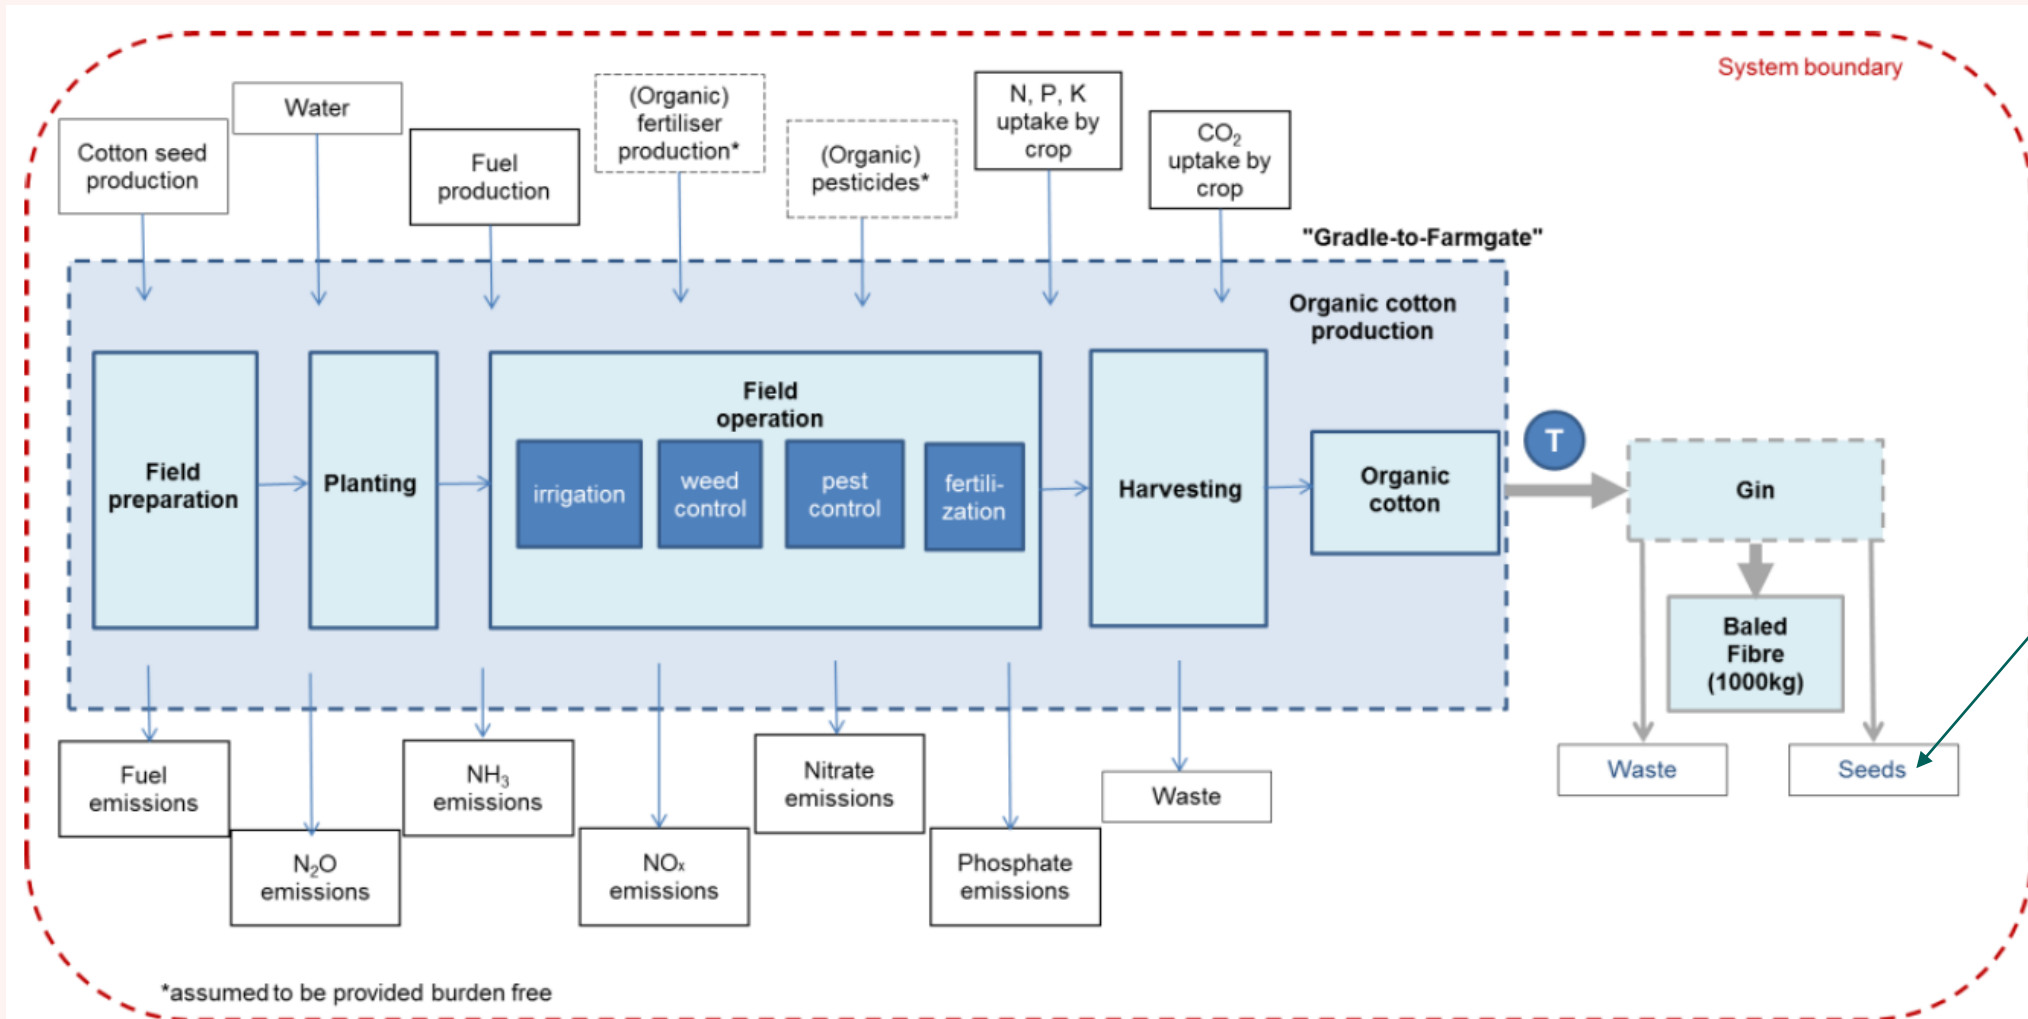 System boundary
Cotton seed
production
Water
Fuel
production
(Organic)
fertiliser
production*
(Organic)
pesticides*
N, P, K
uptake by
crop
CO₂
uptake by
crop
"Gradle-to-Farmgate"
Organic cotton
production
Field
preparation
Planting
Field
operation
irrigation
weed
control
pest
control
fertili-
zation
Harvesting
Organic
cotton
T
Gin
Baled
Fibre
(1000kg)
Waste
Seeds
Fuel
emissions
N₂O
emissions
NH₃
emissions
NOₓ
emissions
Nitrate
emissions
Phosphate
emissions
Waste
*assumed to be provided burden free